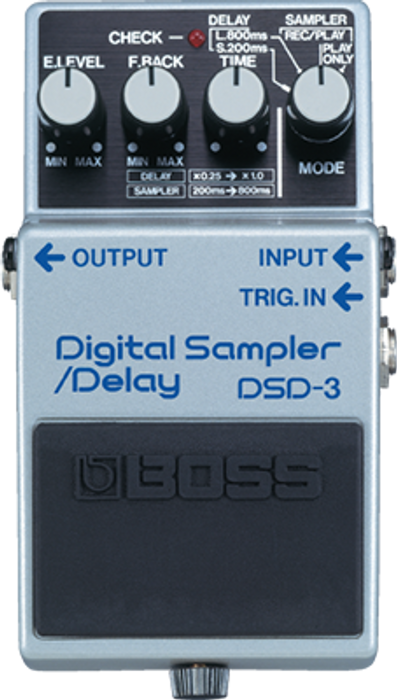 DELAY SAMPLER
CHECK L.800ms REC/PLAY
S.200ms PLAY
ONLY
E.LEVEL F.BACK TIME
MIN MAX MIN MAX
MODE
DELAY ×0.25 → ×1.0
SAMPLER 200ms → 800ms
← OUTPUT INPUT ←
TRIG. IN ←
Digital Sampler
/Delay DSD-3
BOSS